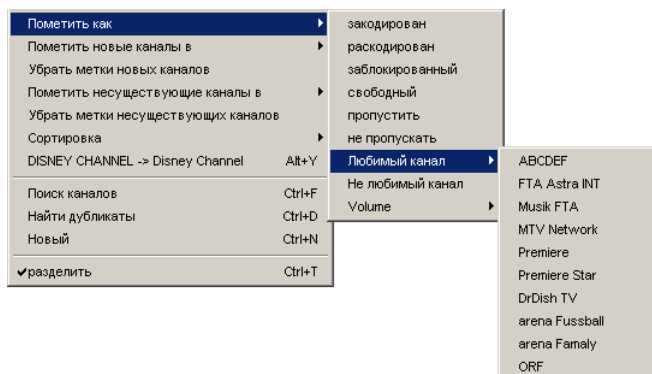 Пометить как
Пометить новые каналы в
Убрать метки новых каналов
Пометить несуществующие каналы в
Убрать метки несуществующих каналов
Сортировка
DISNEY CHANNEL -> Disney Channel Alt+Y
Поиск каналов Ctrl+F
Найти дубликаты Ctrl+D
Новый Ctrl+N
разделить Ctrl+T
закодирован
раскодирован
заблокированный
свободный
пропустить
не пропускать
Любимый канал
Не любимый канал
Volume
ABCDEF
FTA Astra INT
Musik FTA
MTV Network
Premiere
Premiere Star
DrDish TV
arena Fussball
arena Famaly
ORF